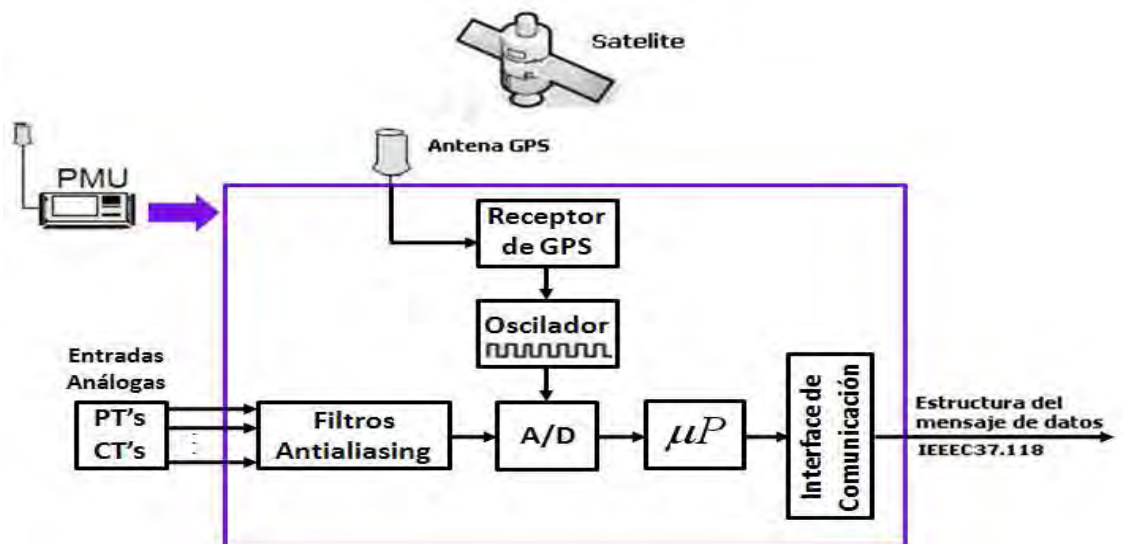 Satelite
Antena GPS
PMU
Receptor
de GPS
Oscilador
Entradas
Análogas
PT's
CT's
Filtros
Antialiasing
A/D
μP
Interface de
Comunicación
Estructura del
mensaje de datos
IEEEC37.118